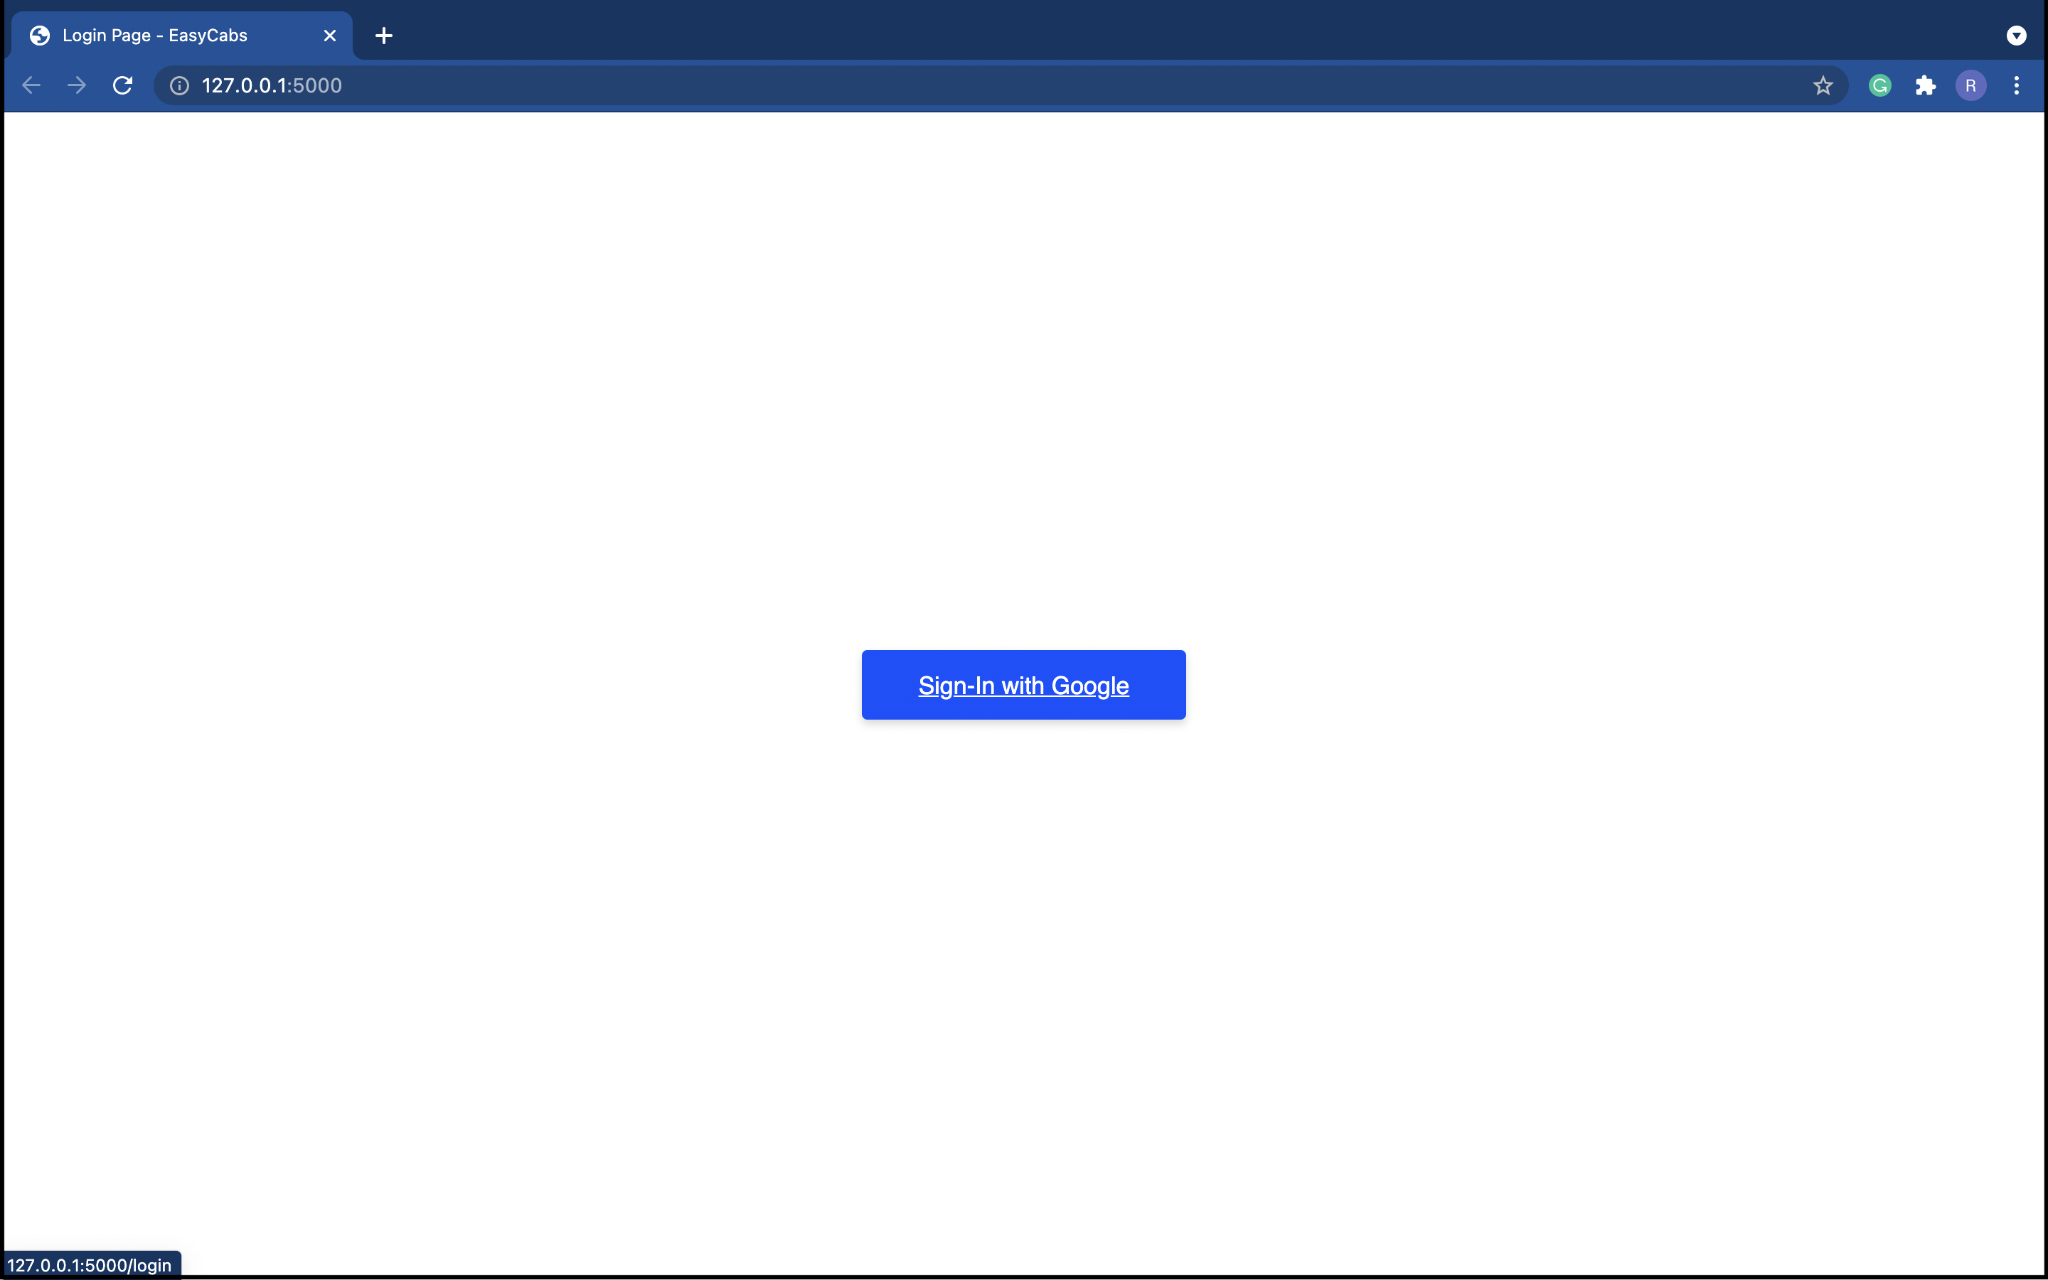 Login Page - EasyCabs
127.0.0.1:5000
R
Sign-In with Google
127.0.0.1:5000/login